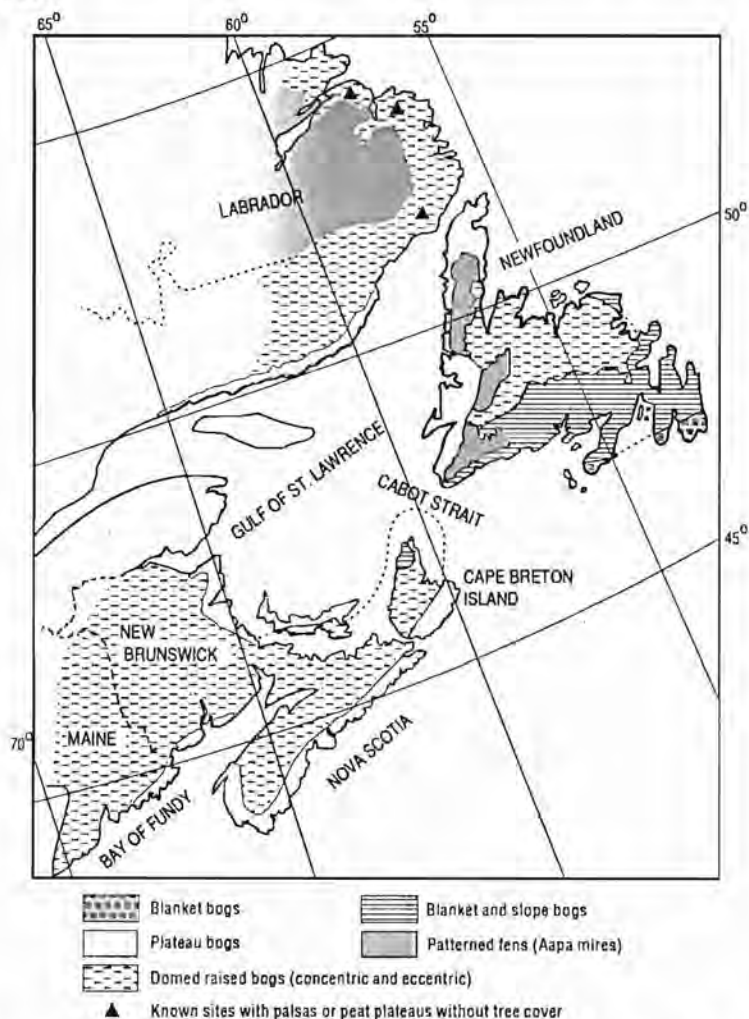 65°
60°
55°
LABRADOR
50°
NEWFOUNDLAND
GULF OF ST. LAWRENCE
CABOT STRAIT
45°
CAPE BRETON
ISLAND
NEW
BRUNSWICK
MAINE
70°
NOVA SCOTIA
BAY OF FUNDY
Blanket bogs
Blanket and slope bogs
Plateau bogs
Patterned fens (Aapa mires)
Domed raised bogs (concentric and eccentric)
Known sites with palsas or peat plateaus without tree cover